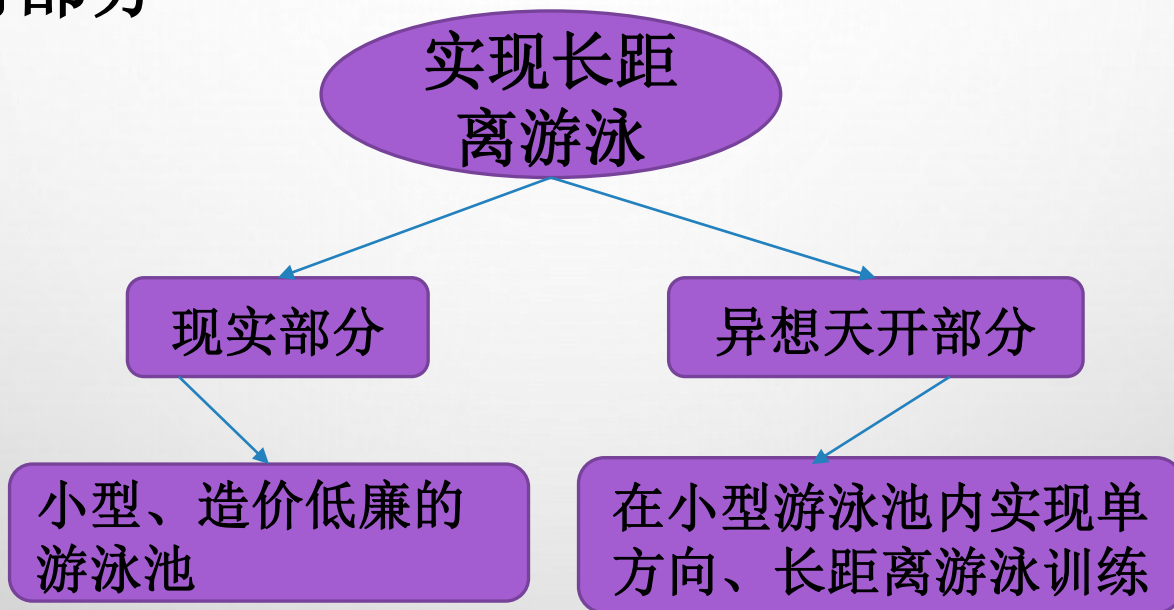 部分
实现长距
离游泳
现实部分
异想天开部分
小型、造价低廉的
游泳池
在小型游泳池内实现单
方向、长距离游泳训练